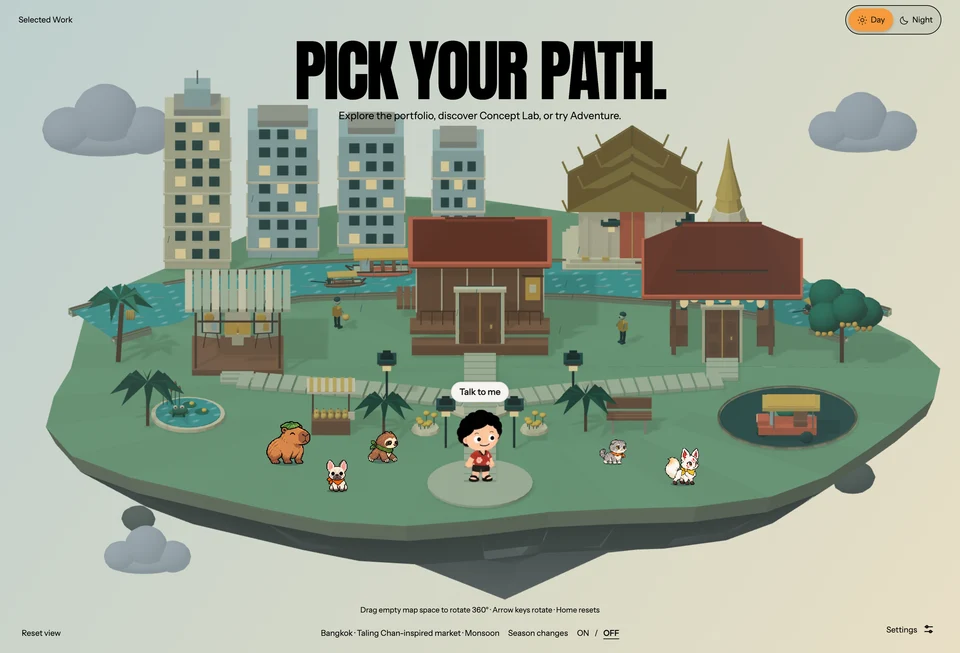 Selected Work
Day
Night
PICK YOUR PATH.
Explore the portfolio, discover Concept Lab, or try Adventure.
Talk to me
Drag empty map space to rotate 360° · Arrow keys rotate · Home resets
Reset view
Bangkok · Taling Chan-inspired market · Monsoon Season changes ON / OFF
Settings